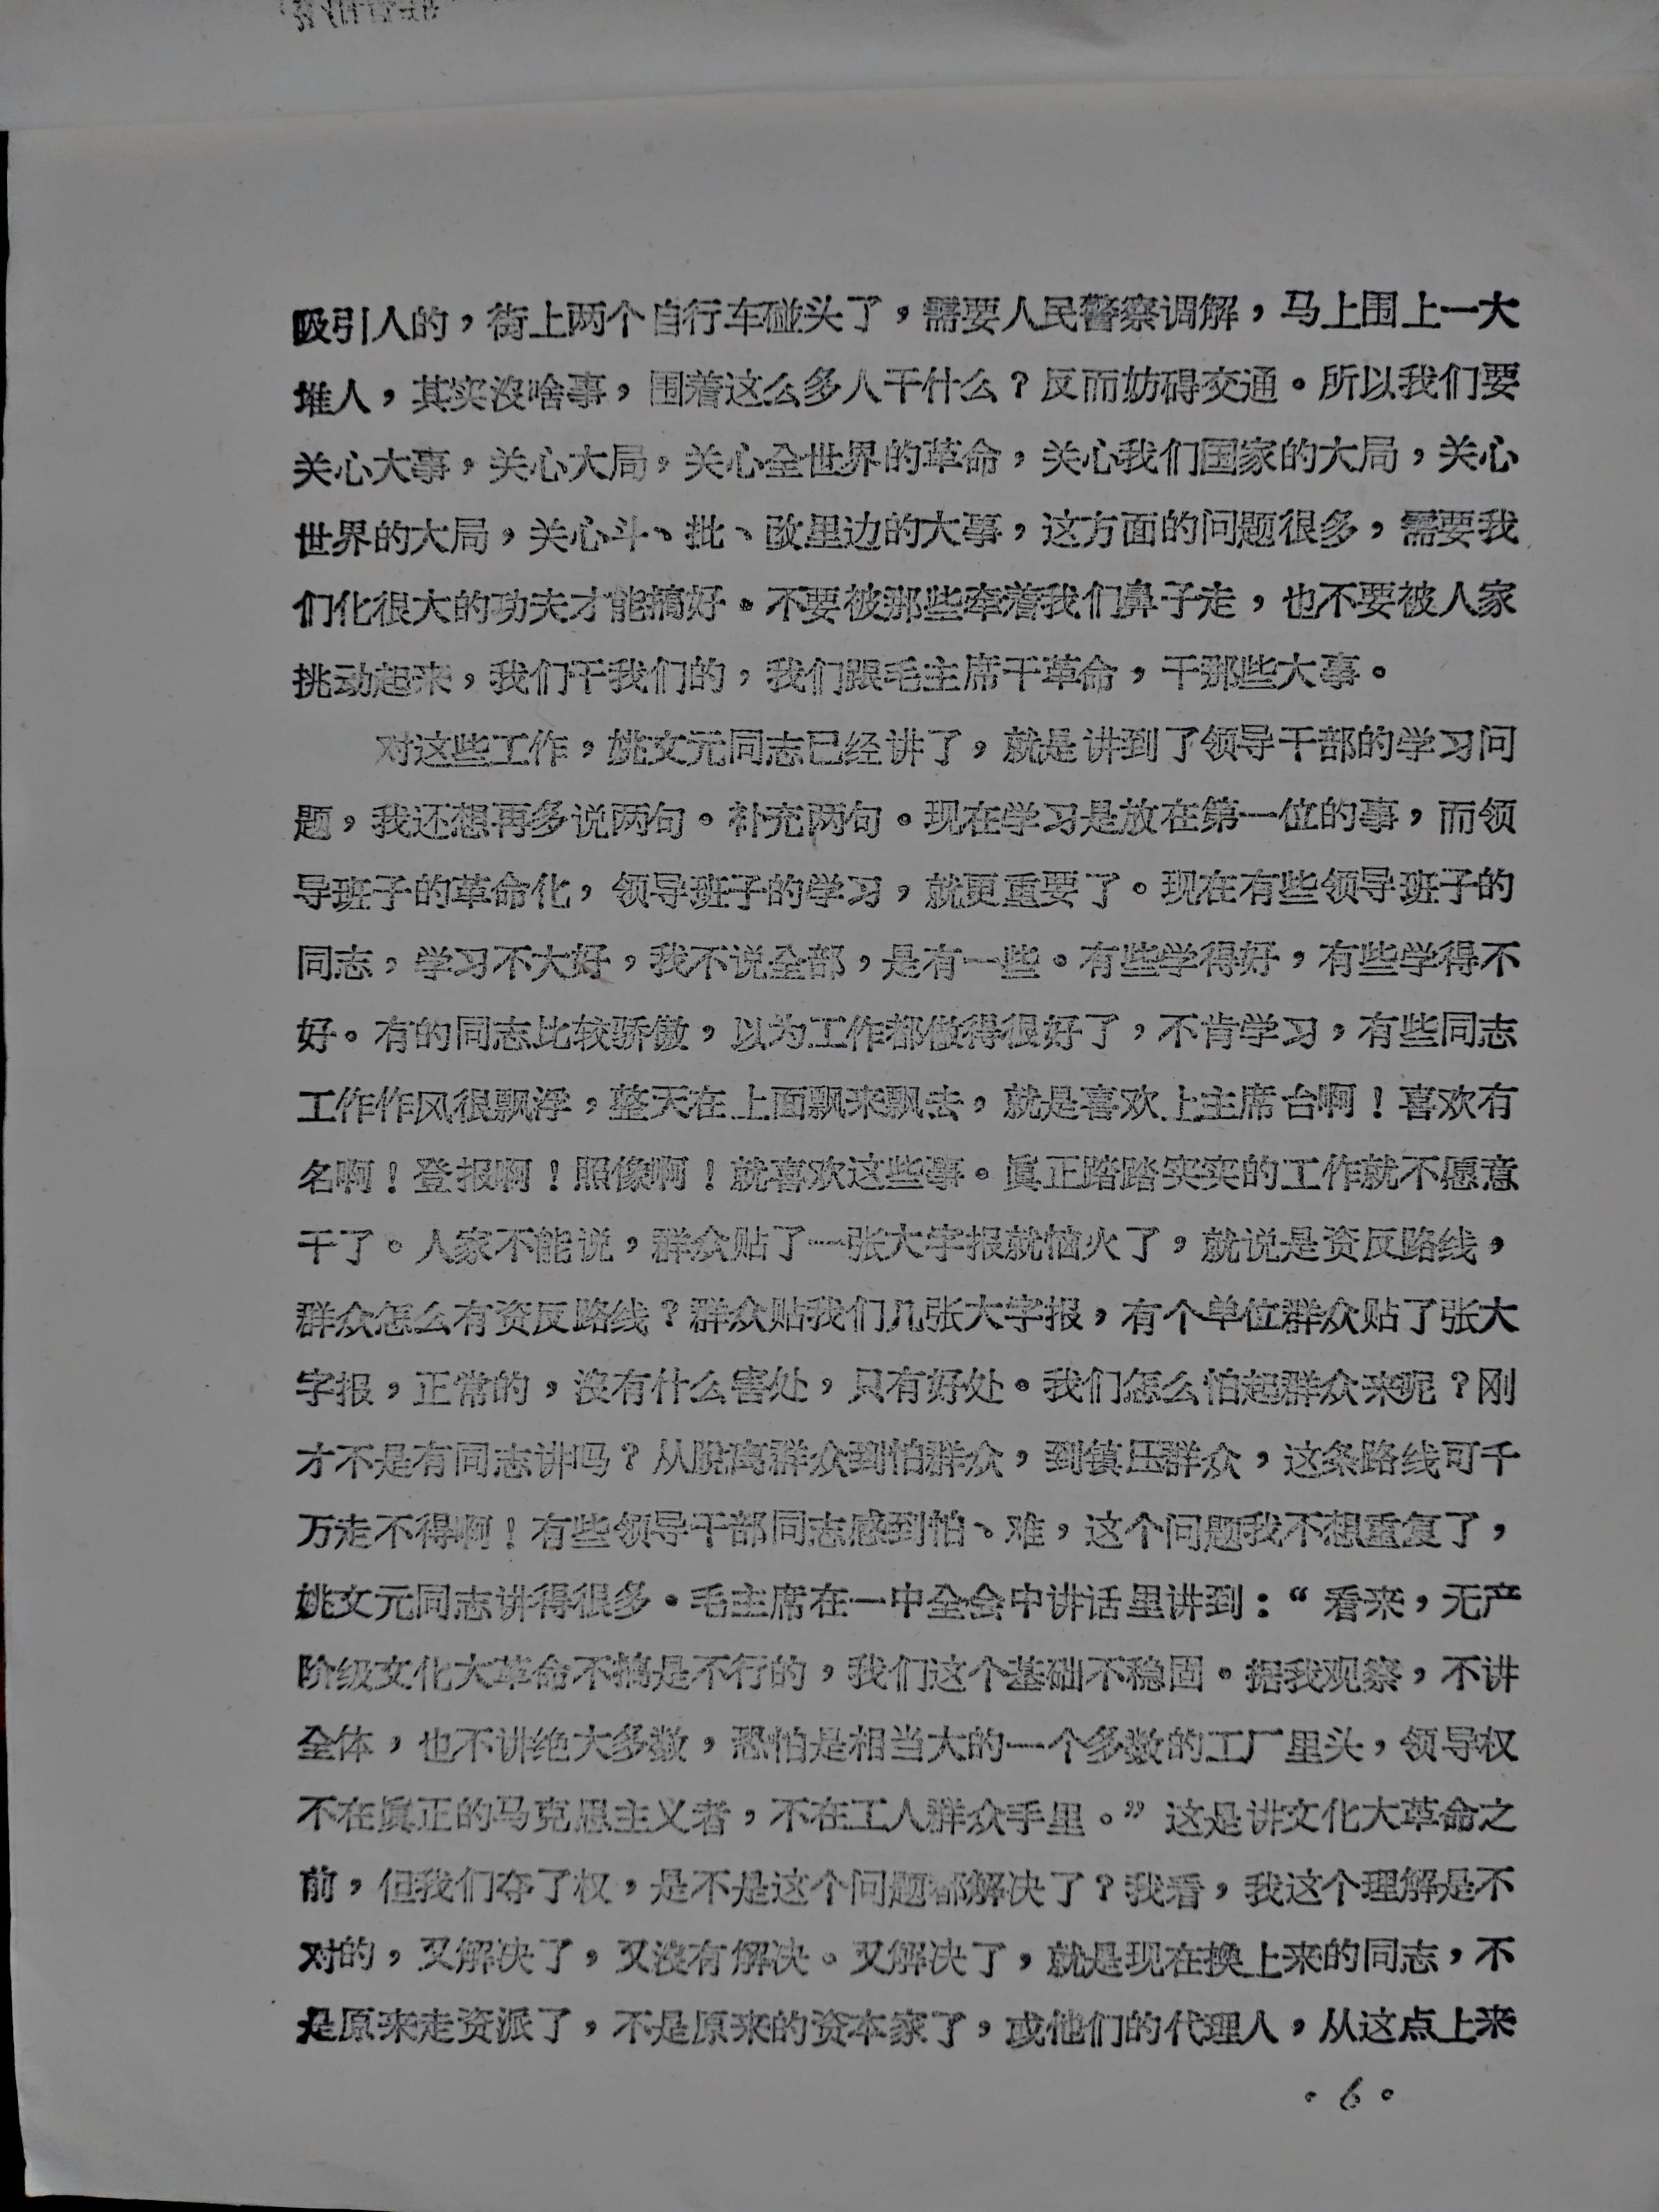 吸引人的，街上两个自行车碰头了，需要人民警察调解，马上围上一大
堆人，其实沒啥事，围着这么多人干什么？反而妨碍交通。所以我们要
关心大事，关心大局，关心全世界的革命，关心我们国家的大局，关心
世界的大局，关心斗、批、改里边的大事，这方面的问题很多，需要我
们化很大的功夫才能搞好。不要被那些牵着我们鼻子走，也不要被人家
挑动起来，我们干我们的，我们跟毛主席干革命，干那些大事。
对这些工作，姚文元同志已经讲了，就是讲到了领导干部的学习问
题，我还想再多说两句。补充两句。现在学习是放在第一位的事，而领
导班子的革命化，领导班子的学习，就更重要了。现在有些领导班子的
同志，学习不大好，我不说全部，是有一些。有些学得好，有些学得不
好。有的同志比较骄傲，以为工作都做得很好了，不肯学习，有些同志
工作作风很飘浮，整天在上面飘来飘去，就是喜欢上主席台啊！喜欢有
名啊！登报啊！照像啊！就喜欢这些事。眞正踏踏实实的工作就不愿意
干了。人家不能说，群众贴了一张大字报就恼火了，就说是资反路线，
群众怎么有资反路线？群众贴我们几张大字报，有个单位群众贴了张大
字报，正常的，沒有什么害处，只有好处。我们怎么怕起群众来呢？刚
才不是有同志讲吗？从脱离群众到怕群众，到镇压群众，这条路线可千
万走不得啊！有些领导干部同志感到怕、难，这个问题我不想重复了，
姚文元同志讲得很多。毛主席在一中全会中讲话里讲到：“看来，无产
阶级文化大革命不搞是不行的，我们这个基础不稳固。据我观察，不讲
全体，也不讲绝大多数，恐怕是相当大的一个多数的工厂里头，领导权
不在眞正的马克思主义者，不在工人群众手里。”这是讲文化大革命之
前，但我们夺了权，是不是这个问题都解决了？我看，我这个理解是不
对的，又解决了，又沒有解决。又解决了，就是现在换上来的同志，不
是原来走资派了，不是原来的资本家了，或他们的代理人，从这点上来
。6。